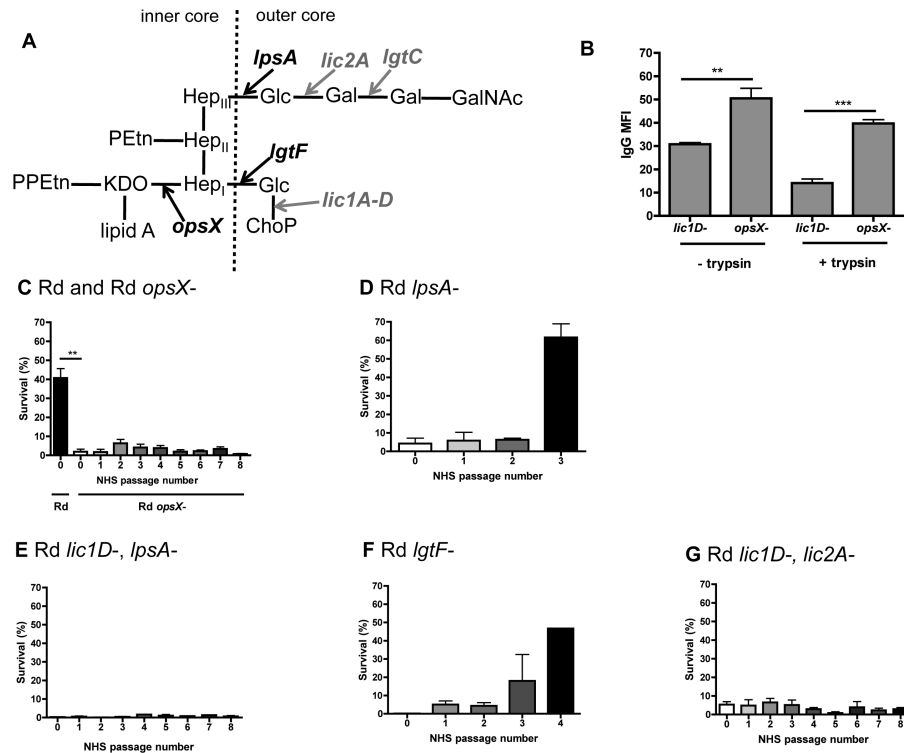 inner core outer core
A
lpsA lic2A lgtC
HepIII Glc Gal Gal GalNAc
PEtn HepII
lgtF
PPEtn KDO HepI Glc
lic1A-D
lipid A opsX ChoP
B
IgG MFI
70
60
50
40
30
20
10
0
** ***
lic1D- opsX- lic1D- opsX-
- trypsin + trypsin
C Rd and Rd opsX-
Survival (%)
70
60
50
40
30
20
10
0
**
0 0 1 2 3 4 5 6 7 8
NHS passage number
Rd Rd opsX-
D Rd lpsA-
Survival (%)
70
60
50
40
30
20
10
0
0 1 2 3
NHS passage number
E Rd lic1D-, lpsA-
Survival (%)
70
60
50
40
30
20
10
0
0 1 2 3 4 5 6 7 8
NHS passage number
F Rd lgtF-
Survival (%)
70
60
50
40
30
20
10
0
0 1 2 3 4
NHS passage number
G Rd lic1D-, lic2A-
Survival (%)
70
60
50
40
30
20
10
0
0 1 2 3 4 5 6 7 8
NHS passage number